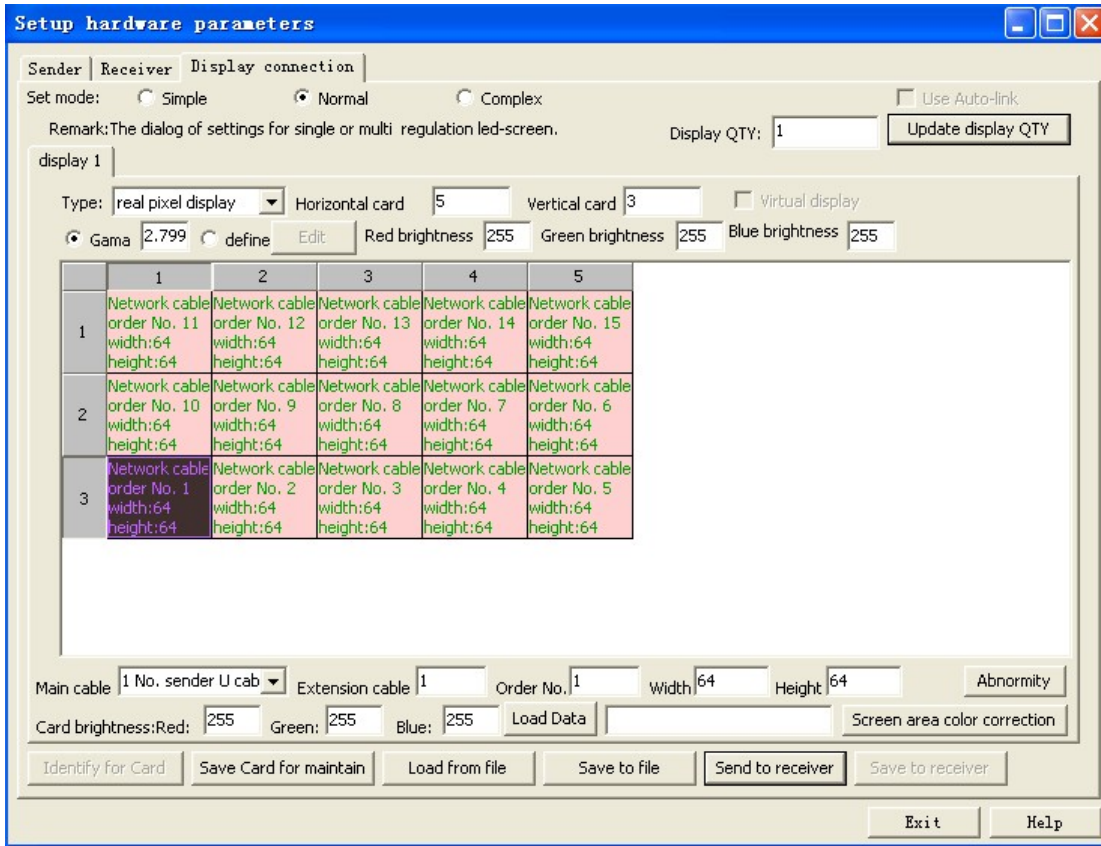 Setup hardware parameters
Sender Receiver Display connection
Set mode: Simple Normal Complex Use Auto-link
Remark:The dialog of settings for single or multi regulation led-screen. Display QTY: 1 Update display QTY
display 1
Type: real pixel display Horizontal card 5 Vertical card 3 Virtual display
Gama 2.799 define Edit Red brightness 255 Green brightness 255 Blue brightness 255
1 2 3 4 5
Network cable Network cable Network cable Network cable Network cable
order No. 11 order No. 12 order No. 13 order No. 14 order No. 15
1
width:64 width:64 width:64 width:64 width:64
height:64 height:64 height:64 height:64 height:64
Network cable Network cable Network cable Network cable Network cable
order No. 10 order No. 9 order No. 8 order No. 7 order No. 6
2
width:64 width:64 width:64 width:64 width:64
height:64 height:64 height:64 height:64 height:64
Network cable Network cable Network cable Network cable Network cable
order No. 1 order No. 2 order No. 3 order No. 4 order No. 5
3
width:64 width:64 width:64 width:64 width:64
height:64 height:64 height:64 height:64 height:64
Main cable 1 No. sender U cab Extension cable 1 Order No. 1 Width 64 Height 64 Abnormity
Card brightness:Red: 255 Green: 255 Blue: 255 Load Data Screen area color correction
Identify for Card Save Card for maintain Load from file Save to file Send to receiver Save to receiver
Exit Help